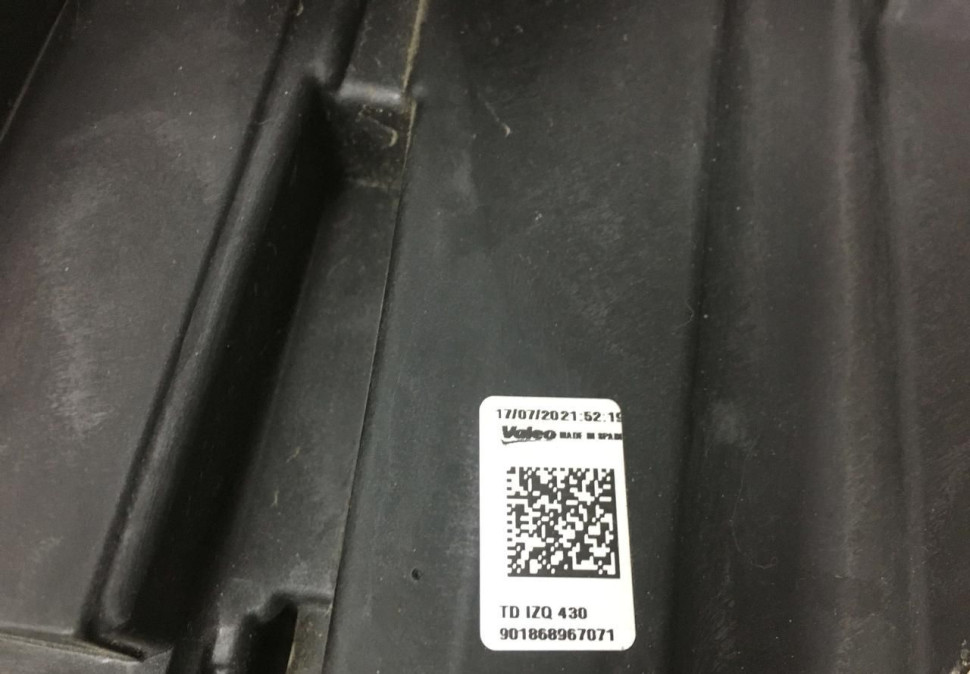 17/07/2021:52:19
Valeo MADE IN SPAIN
TD IZQ 430
901868967071